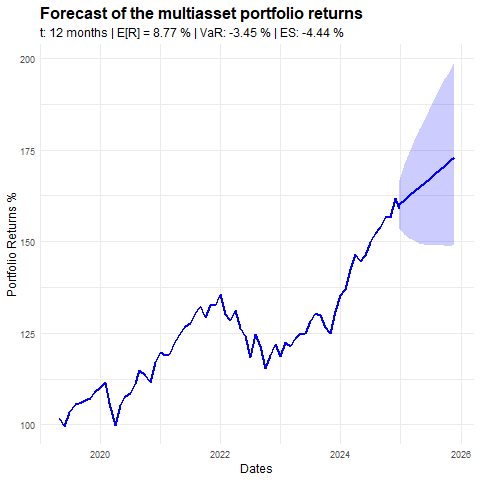 Forecast of the multiasset portfolio returns
t: 12 months | E[R] = 8.77 % | VaR: -3.45 % | ES: -4.44 %
200
175
150
125
100
Portfolio Returns %
2020
2022
2024
2026
Dates